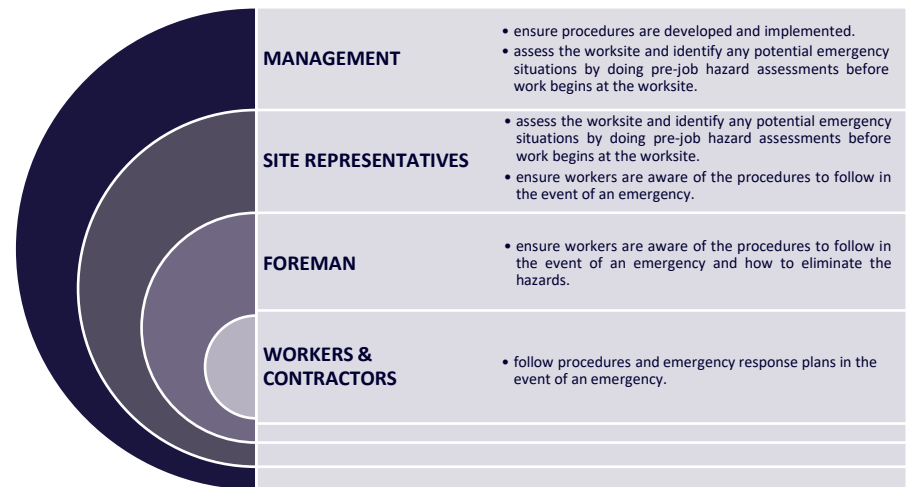 MANAGEMENT
• ensure procedures are developed and implemented.
• assess the worksite and identify any potential emergency
situations by doing pre-job hazard assessments before
work begins at the worksite.
SITE REPRESENTATIVES
• assess the worksite and identify any potential emergency
situations by doing pre-job hazard assessments before
work begins at the worksite.
• ensure workers are aware of the procedures to follow in
the event of an emergency.
FOREMAN
• ensure workers are aware of the procedures to follow in
the event of an emergency and how to eliminate the
hazards.
WORKERS &
CONTRACTORS
• follow procedures and emergency response plans in the
event of an emergency.